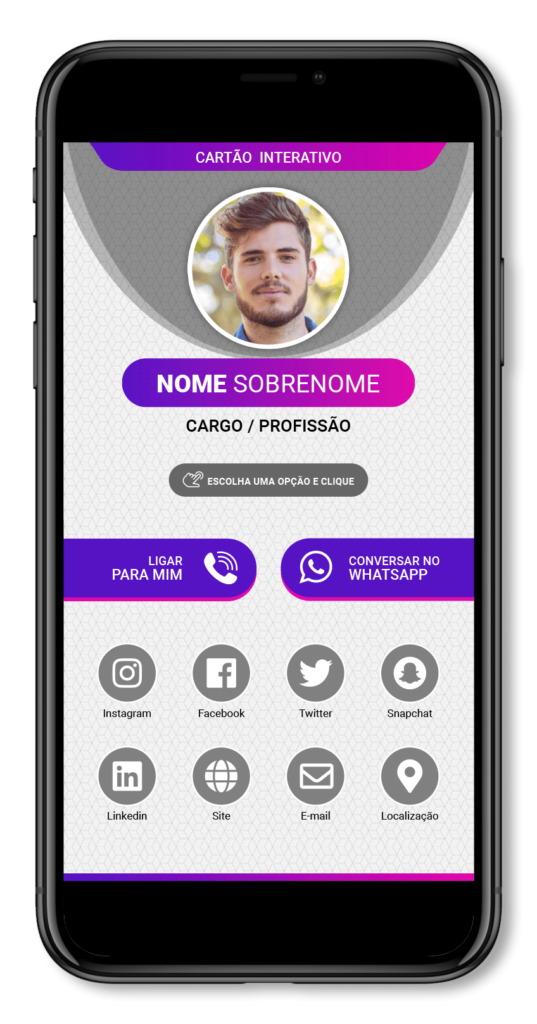 CARTÃO INTERATIVO
NOME SOBRENOME
CARGO / PROFISSÃO
ESCOLHA UMA OPÇÃO E CLIQUE
LIGAR
PARA MIM
CONVERSAR NO
WHATSAPP
Instagram
Facebook
Twitter
Snapchat
in
Linkedin
Site
E-mail
Localização